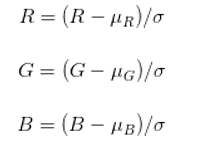 R = (R − μ_R)/σ
G = (G − μ_G)/σ
B = (B − μ_B)/σ